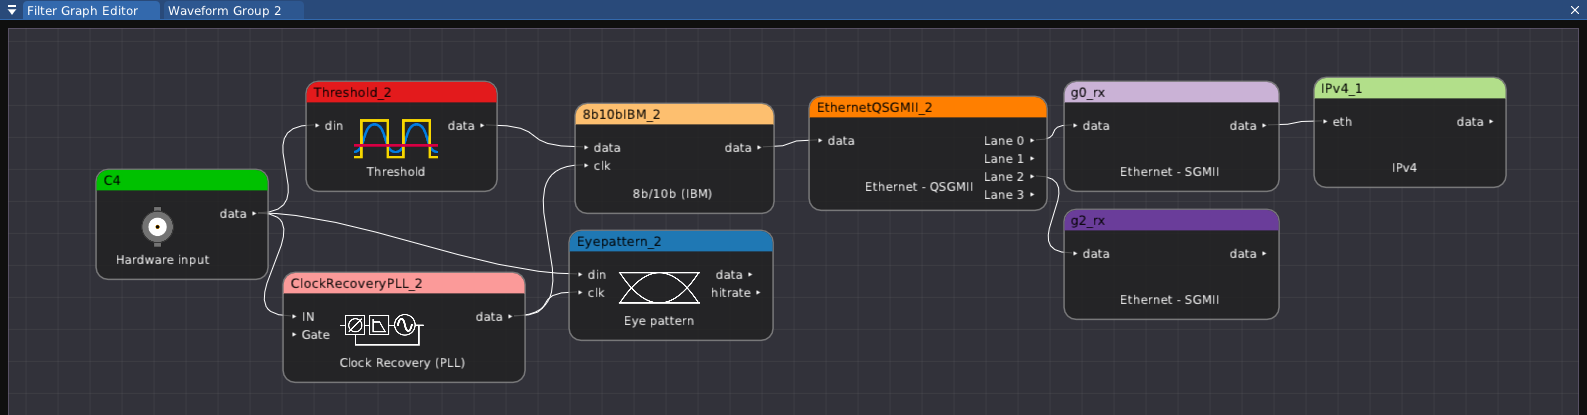 Filter Graph Editor
Waveform Group 2
C4
data
Hardware input
Threshold_2
din
data
Threshold
ClockRecoveryPLL_2
IN
data
Gate
Clock Recovery (PLL)
8b10bIBM_2
data
data
clk
8b/10b (IBM)
Eyepattern_2
din
data
clk
hitrate
Eye pattern
EthernetQSGMII_2
data
Lane 0
Lane 1
Lane 2
Lane 3
Ethernet - QSGMII
g0_rx
data
data
Ethernet - SGMII
g2_rx
data
data
Ethernet - SGMII
IPv4_1
eth
data
IPv4